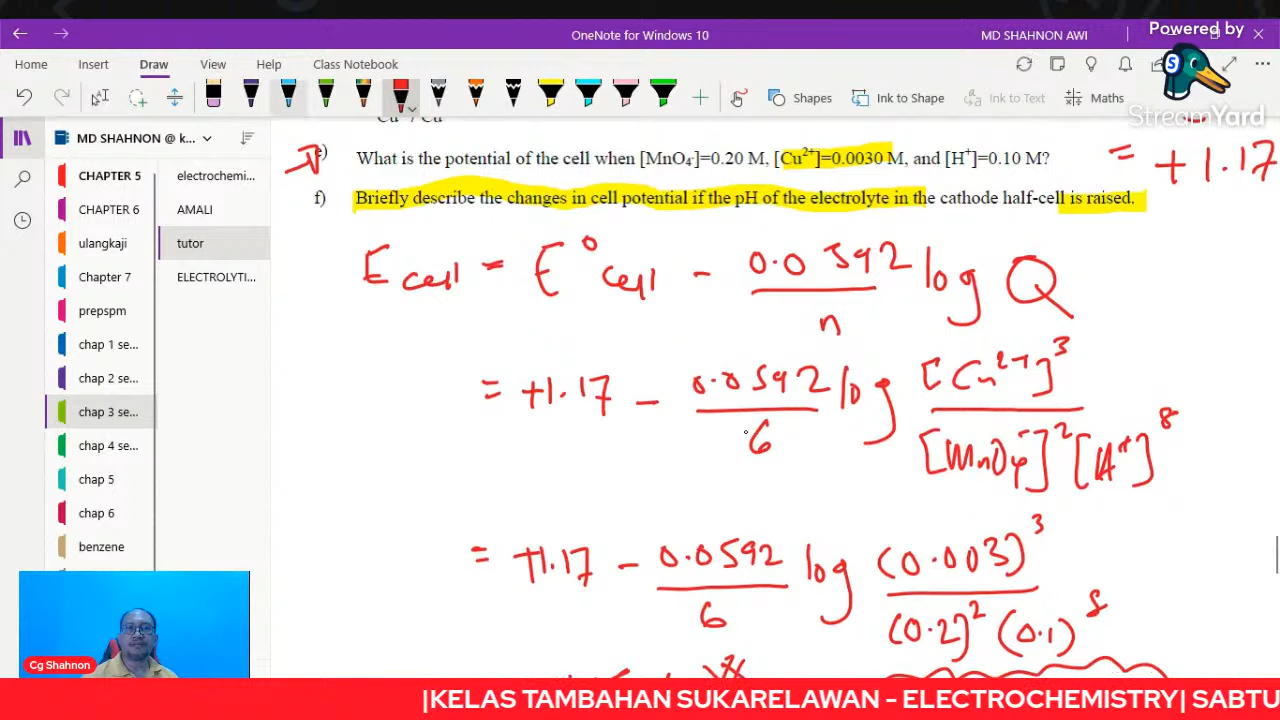 OneNote for Windows 10
MD SHAHNON AWI
Powered by
StreamYard
Home Insert Draw View Help Class Notebook
Shapes Ink to Shape Ink to Text Maths
MD SHAHNON @ k...
CHAPTER 5
CHAPTER 6
ulangkaji
Chapter 7
prepspm
chap 1 se...
chap 2 se...
chap 3 se...
chap 4 se...
chap 5
chap 6
benzene
electrochemi...
AMALI
tutor
ELECTROLYTI...
e) What is the potential of the cell when [MnO₄⁻]=0.20 M, [Cu²⁺]=0.0030 M, and [H⁺]=0.10 M?
= +1.17
f) Briefly describe the changes in cell potential if the pH of the electrolyte in the cathode half-cell is raised.
E cell = E⁰ cell - 0.0592/n log Q
= +1.17 - 0.0592/6 log [Cu²⁺]³/[MnO₄⁻]²[H⁺]⁸
= +1.17 - 0.0592/6 log (0.003)³/(0.2)²(0.1)⁸
Cg Shahnon
|KELAS TAMBAHAN SUKARELAWAN - ELECTROCHEMISTRY| SABTU